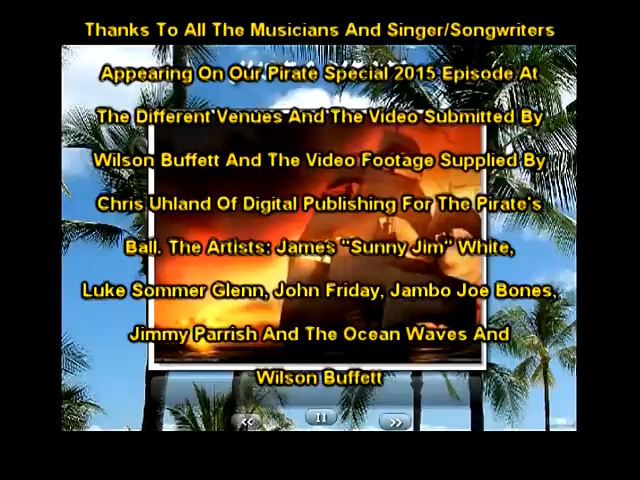 Thanks To All The Musicians And Singer/Songwriters
Appearing On Our Pirate Special 2015 Episode At
The Different Venues And The Video Submitted By
Wilson Buffett And The Video Footage Supplied By
Chris Uhland Of Digital Publishing For The Pirate's
Ball. The Artists: James "Sunny Jim" White,
Luke Sommer Glenn, John Friday, Jambo Joe Bones,
Jimmy Parrish And The Ocean Waves And
Wilson Buffett